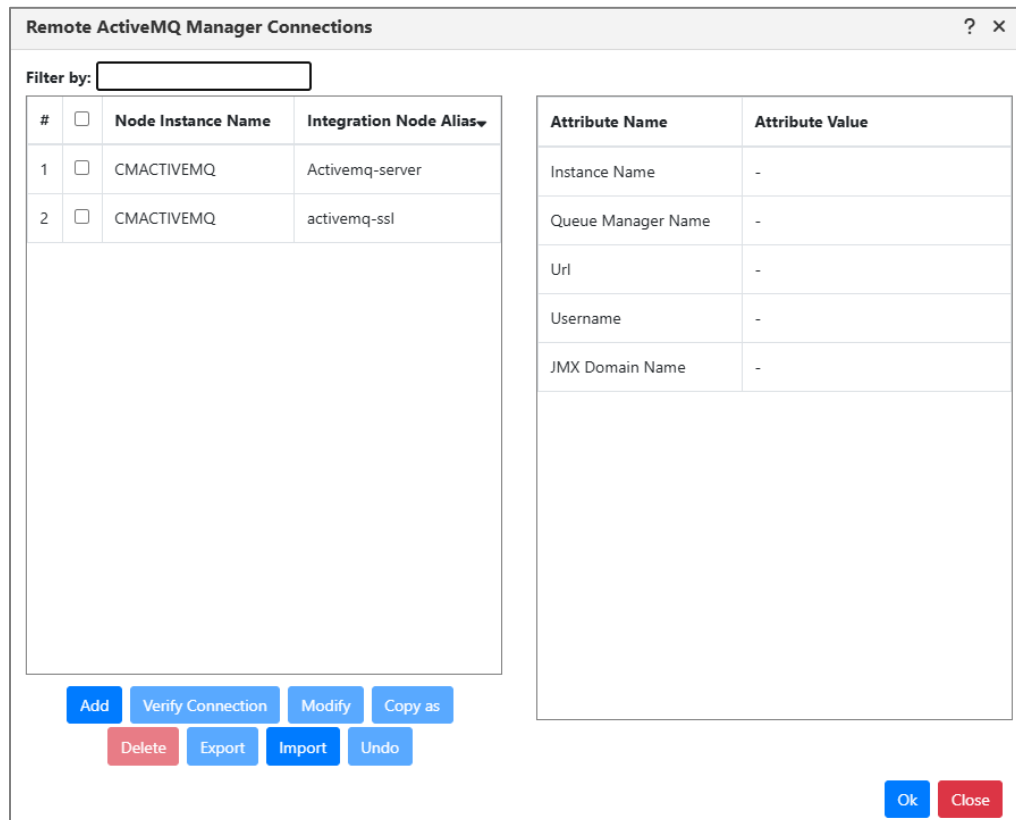 Remote ActiveMQ Manager Connections ? ×
Filter by:
# Node Instance Name Integration Node Alias
1 CMACTIVEMQ Activemq-server
2 CMACTIVEMQ activemq-ssl
Attribute Name Attribute Value
Instance Name -
Queue Manager Name -
Url -
Username -
JMX Domain Name -
Add Verify Connection Modify Copy as
Delete Export Import Undo
Ok Close